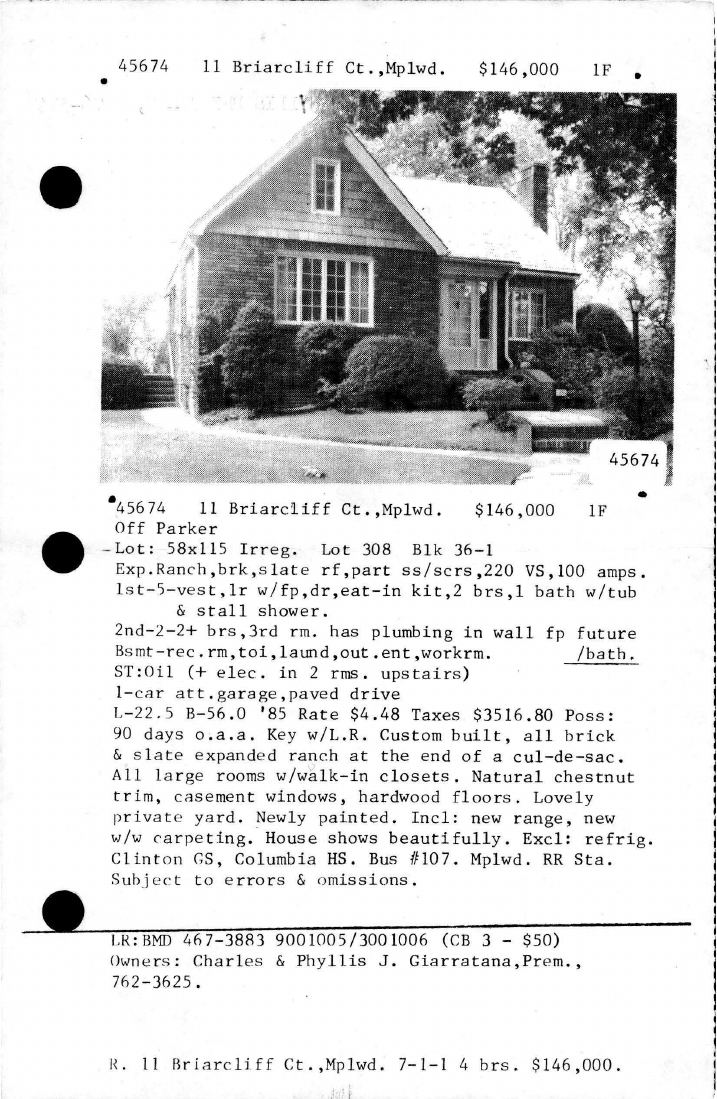 45674 11 Briarcliff Ct.,Mplwd. $146,000 1F
45674
45674 11 Briarcliff Ct.,Mplwd. $146,000 1F
Off Parker
Lot: 58x115 Irreg. Lot 308 Blk 36-1
Exp.Ranch,brk,slate rf,part ss/scrs,220 VS,100 amps.
1st-5-vest,lr w/fp,dr,eat-in kit,2 brs,1 bath w/tub
& stall shower.
2nd-2-2+ brs,3rd rm. has plumbing in wall fp future
Bsmt-rec.rm,toi,laund,out.ent,workrm. /bath.
ST:Oil (+ elec. in 2 rms. upstairs)
1-car att.garage,paved drive
L-22.5 B-56.0 '85 Rate $4.48 Taxes $3516.80 Poss:
90 days o.a.a. Key w/L.R. Custom built, all brick
& slate expanded ranch at the end of a cul-de-sac.
All large rooms w/walk-in closets. Natural chestnut
trim, casement windows, hardwood floors. Lovely
private yard. Newly painted. Incl: new range, new
w/w carpeting. House shows beautifully. Excl: refrig.
Clinton GS, Columbia HS. Bus #107. Mplwd. RR Sta.
Subject to errors & omissions.
LR:BMD 467-3883 9001005/3001006 (CB 3 - $50)
Owners: Charles & Phyllis J. Giarratana,Prem.,
762-3625.
R. 11 Briarcliff Ct.,Mplwd. 7-1-1 4 brs. $146,000.